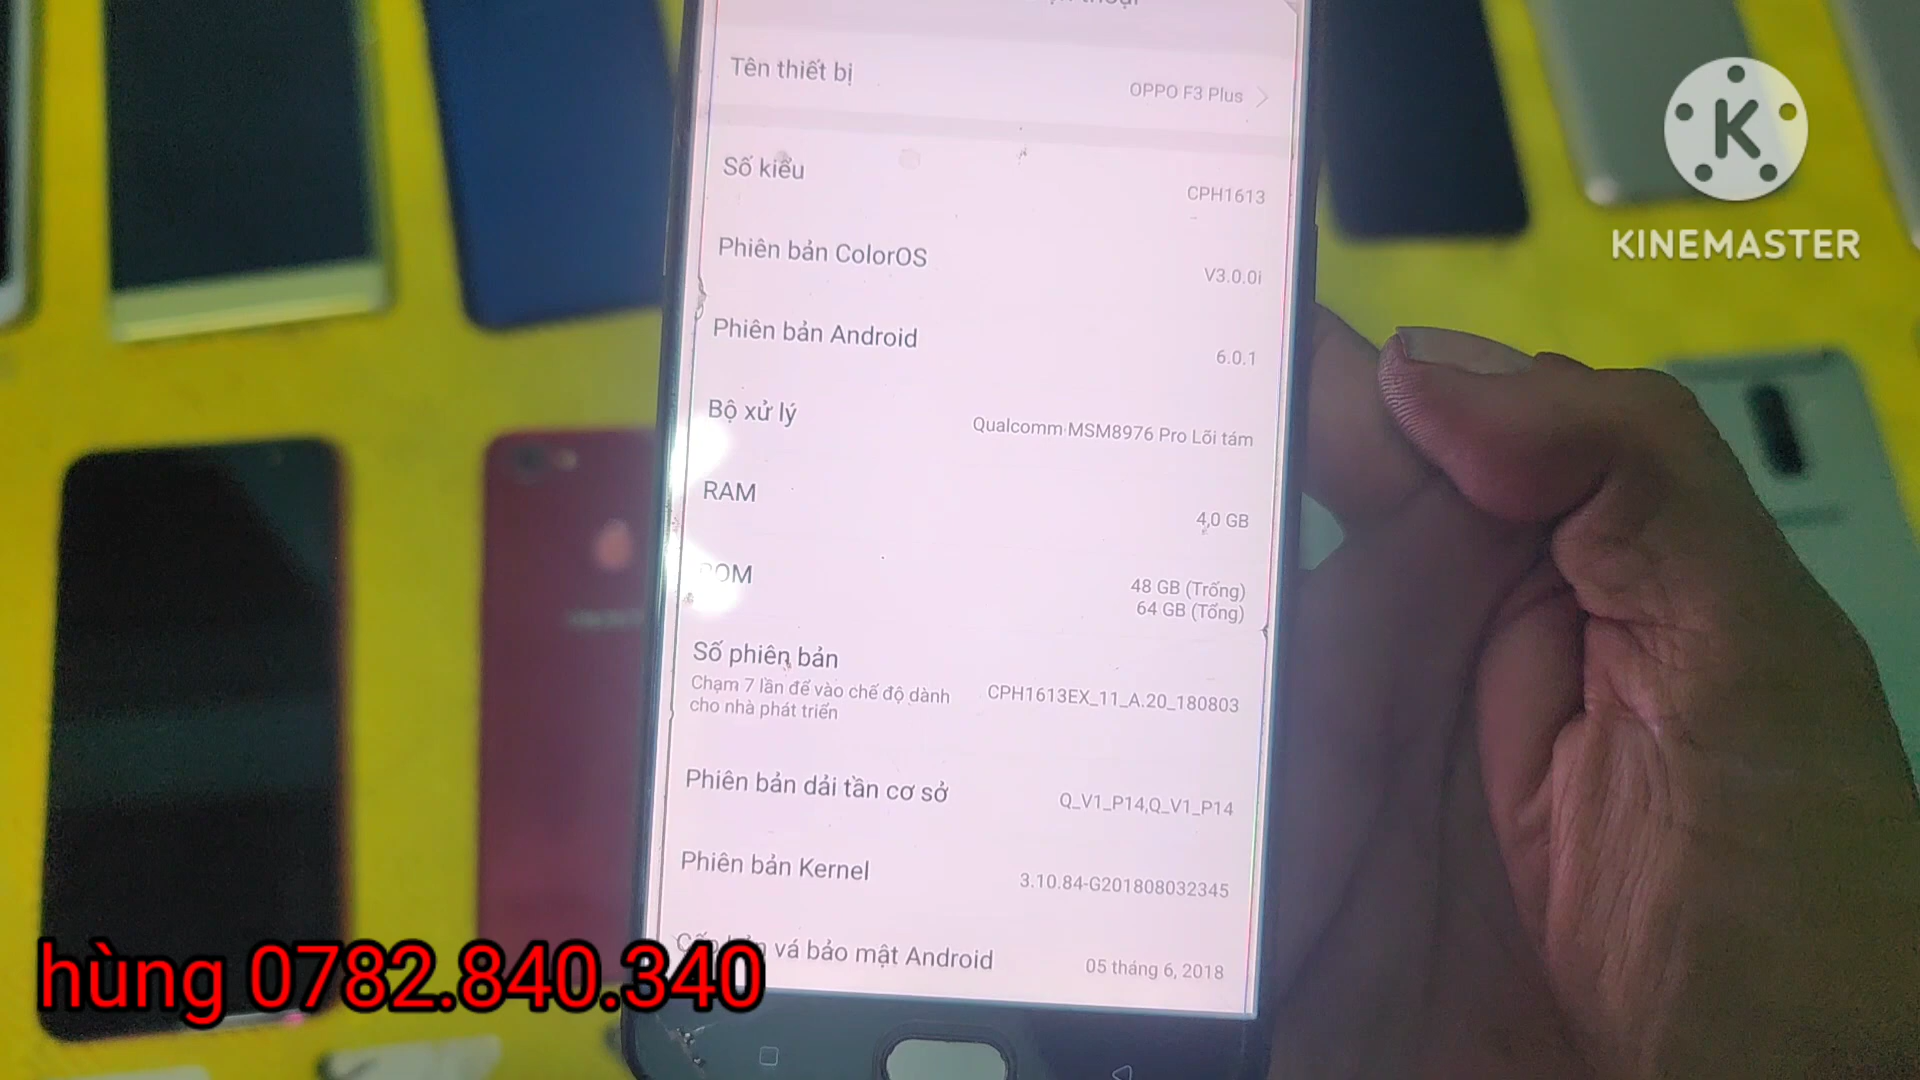 Tên thiết bị
OPPO F3 Plus
Số kiểu
CPH1613
Phiên bản ColorOS
V3.0.0i
Phiên bản Android
6.0.1
Bộ xử lý
Qualcomm MSM8976 Pro Lõi tám
RAM
4,0 GB
ROM
48 GB (Trống)
64 GB (Tổng)
Số phiên bản
Chạm 7 lần để vào chế độ dành
cho nhà phát triển
CPH1613EX_11_A.20_180803
Phiên bản dải tần cơ sở
Q_V1_P14,Q_V1_P14
Phiên bản Kernel
3.10.84-G201808032345
vá bảo mật Android
05 tháng 6, 2018
K
KINEMASTER
hùng 0782.840.340